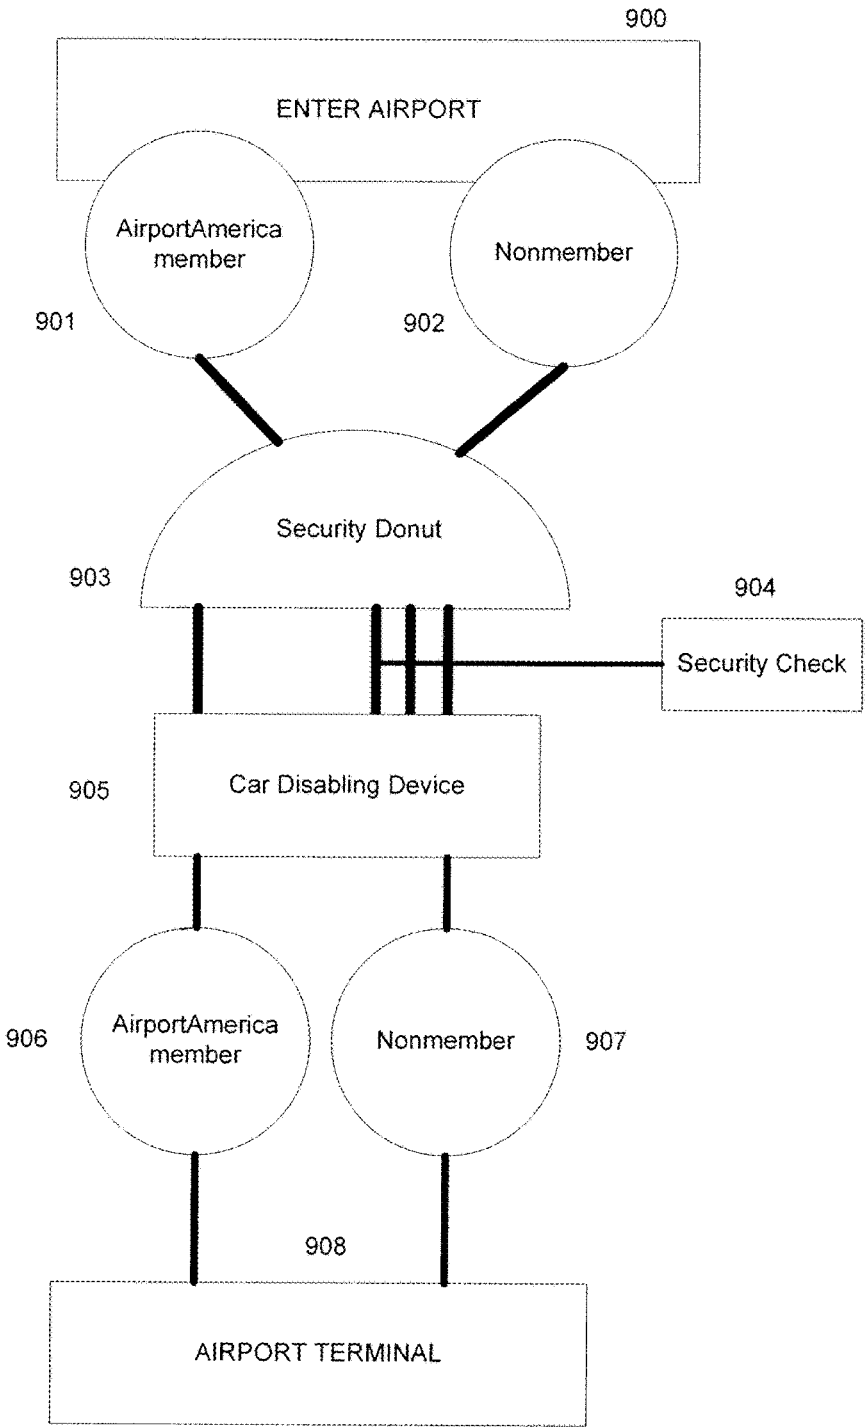 900
ENTER AIRPORT
AirportAmerica
member
Nonmember
901
902
Security Donut
903
904
Security Check
Car Disabling Device
905
AirportAmerica
member
Nonmember
906
907
908
AIRPORT TERMINAL